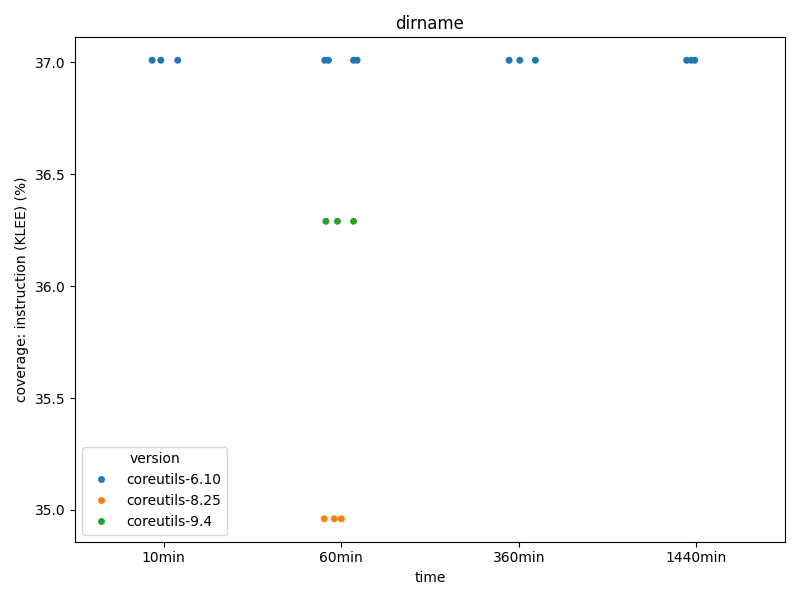 dirname
coverage: instruction (KLEE) (%)
37.0
36.5
36.0
35.5
35.0
version
coreutils-6.10
coreutils-8.25
coreutils-9.4
10min
60min
360min
1440min
time